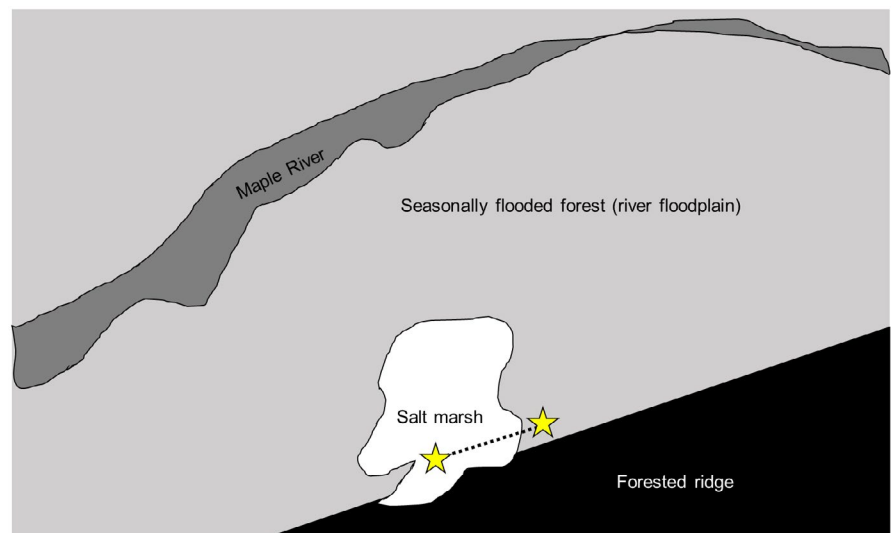 Maple River
Seasonally flooded forest (river floodplain)
Salt marsh
Forested ridge